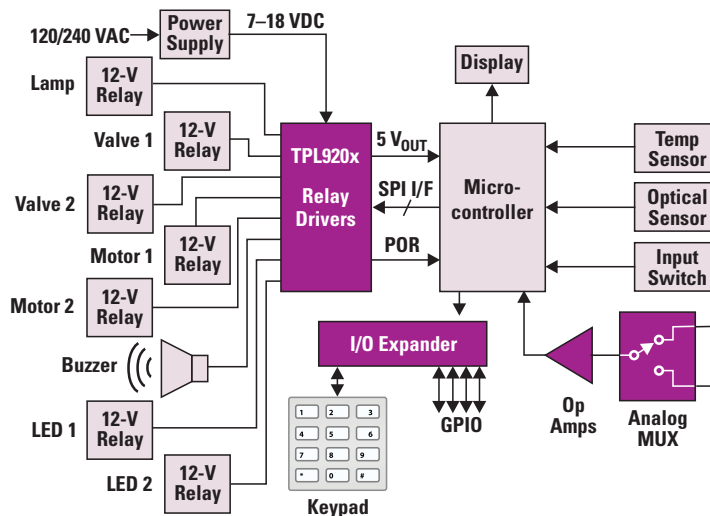 120/240 VAC
Power
Supply
7–18 VDC
Lamp
12-V
Relay
Valve 1
12-V
Relay
Valve 2
12-V
Relay
Motor 1
12-V
Relay
Motor 2
12-V
Relay
Buzzer
LED 1
12-V
Relay
LED 2
12-V
Relay
TPL920x
Relay
Drivers
5 VOUT
SPI I/F
POR
Display
Micro-
controller
Temp
Sensor
Optical
Sensor
Input
Switch
I/O Expander
GPIO
1 2 3
4 5 6
7 8 9
* 0 #
Keypad
Op
Amps
Analog
MUX